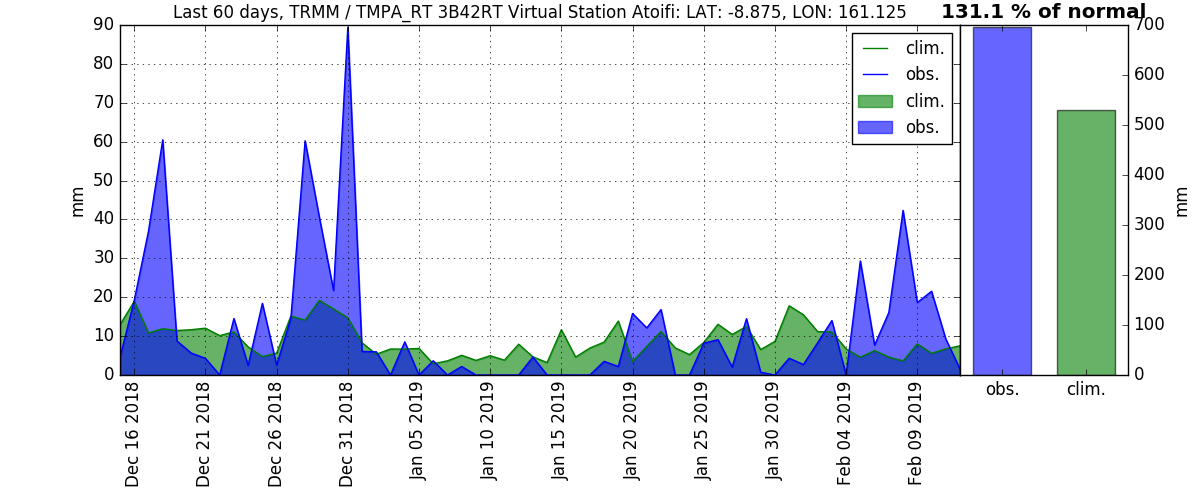 Last 60 days, TRMM / TMPA_RT 3B42RT Virtual Station Atoifi: LAT: -8.875, LON: 161.125
131.1 % of normal
90
80
70
60
50
40
30
20
10
0
mm
clim.
obs.
clim.
obs.
Dec 16 2018
Dec 21 2018
Dec 26 2018
Dec 31 2018
Jan 05 2019
Jan 10 2019
Jan 15 2019
Jan 20 2019
Jan 25 2019
Jan 30 2019
Feb 04 2019
Feb 09 2019
700
600
500
400
300
200
100
0
mm
obs.
clim.